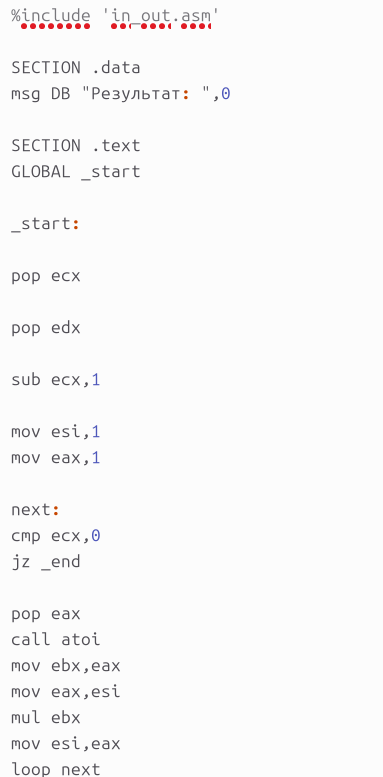 %include 'in_out.asm'
SECTION .data
msg DB "Результат: ",0
SECTION .text
GLOBAL _start
_start:
pop ecx
pop edx
sub ecx,1
mov esi,1
mov eax,1
next:
cmp ecx,0
jz _end
pop eax
call atoi
mov ebx,eax
mov eax,esi
mul ebx
mov esi,eax
loop next